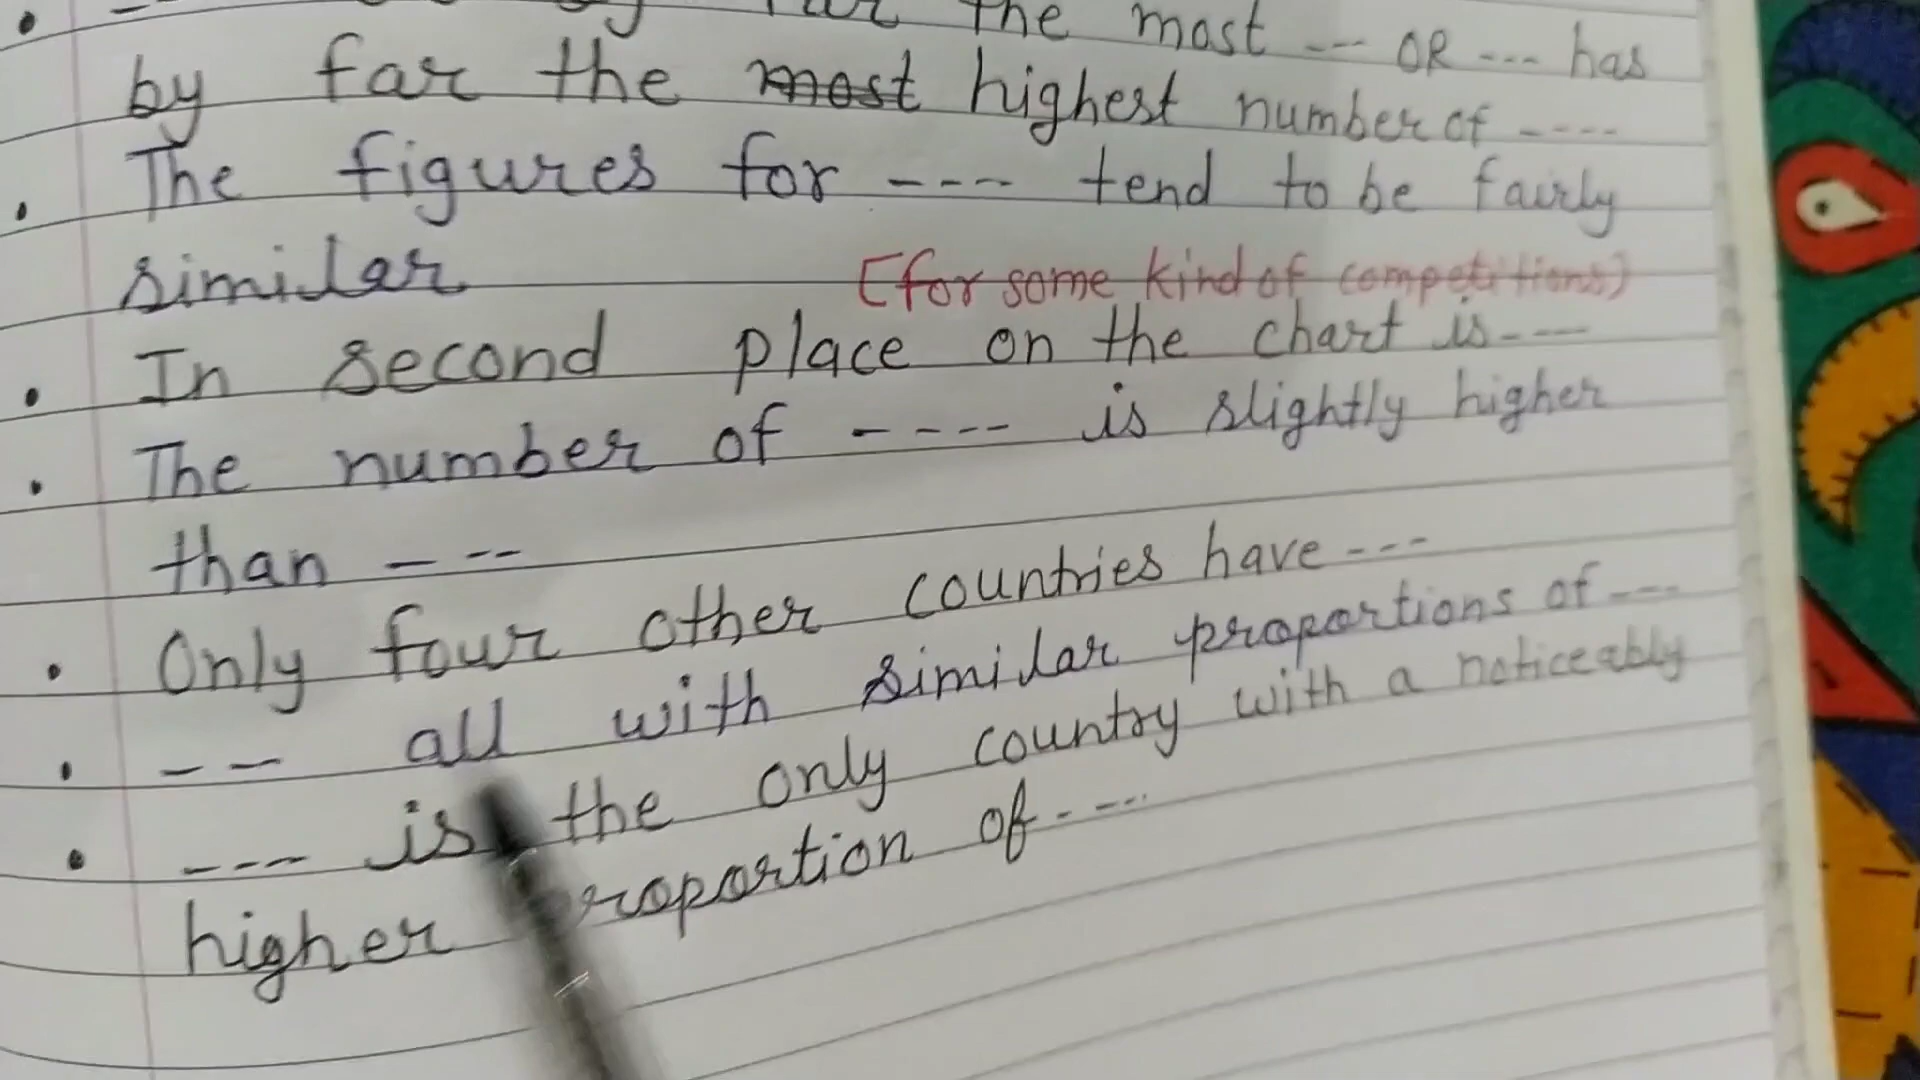 the most --- OR --- has
by far the most highest number of ----
The figures for ---- tend to be fairly
similar
(for some kind of competitions)
In second place on the chart is ---
The number of ---- is slightly higher
than ---
Only four other countries have ---
-- all with similar proportions of ---
--- is the only country with a noticeably
higher proportion of ----